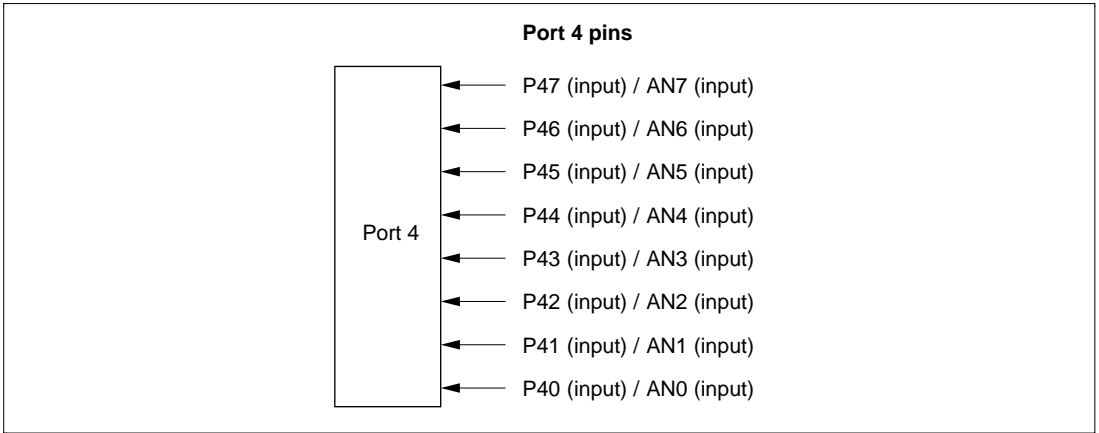 Port 4 pins
P47 (input) / AN7 (input)
P46 (input) / AN6 (input)
P45 (input) / AN5 (input)
P44 (input) / AN4 (input)
Port 4
P43 (input) / AN3 (input)
P42 (input) / AN2 (input)
P41 (input) / AN1 (input)
P40 (input) / AN0 (input)